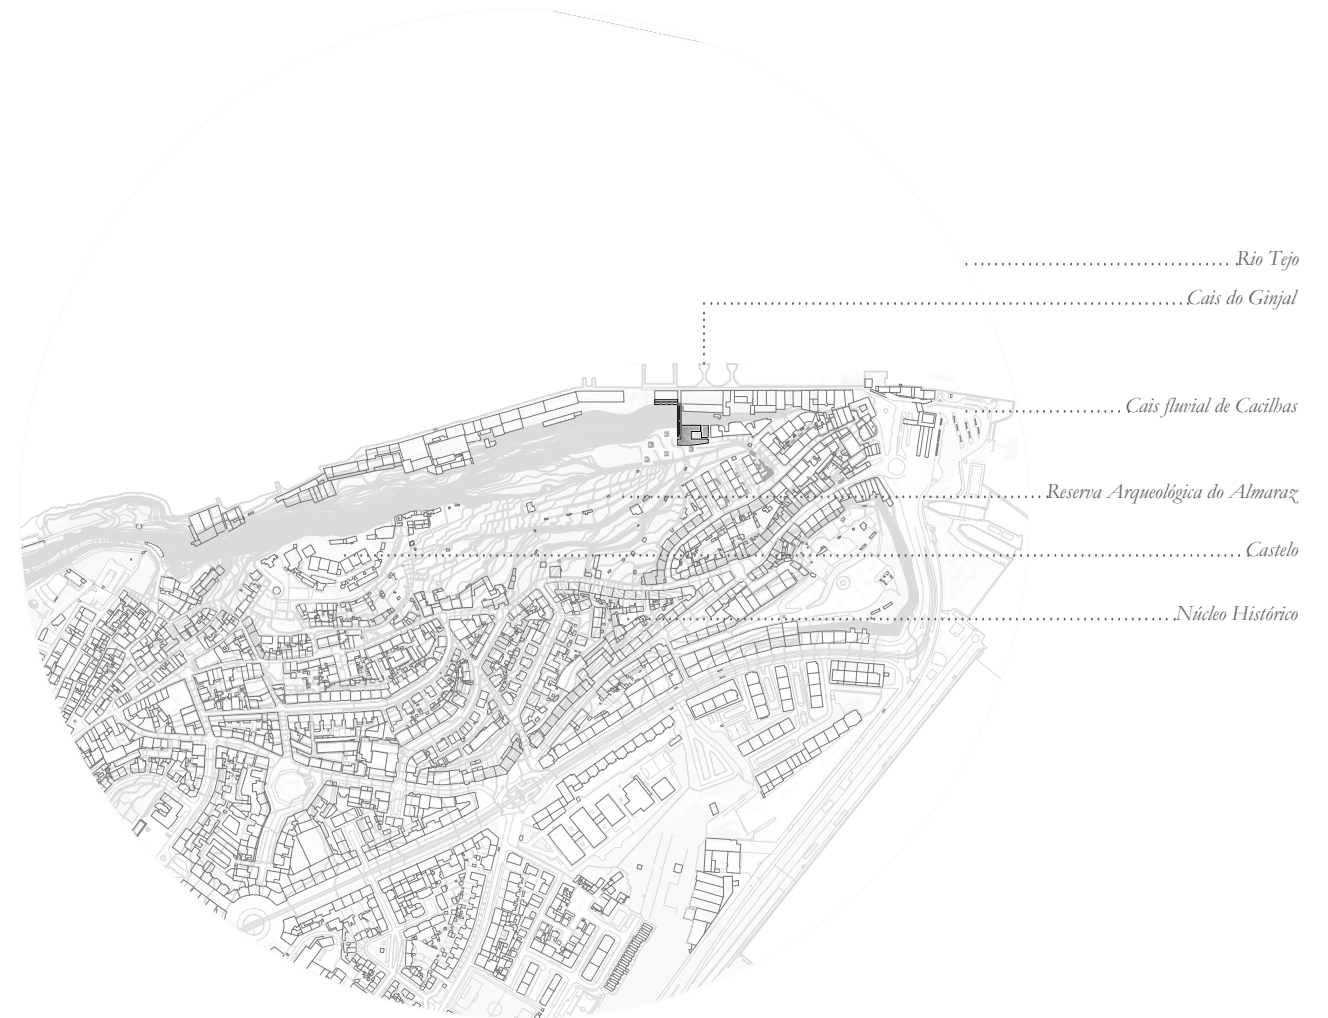 Rio Tejo
Cais do Ginjal
Cais fluvial de Cacilhas
Reserva Arqueológica do Almaraz
Castelo
Núcleo Histórico